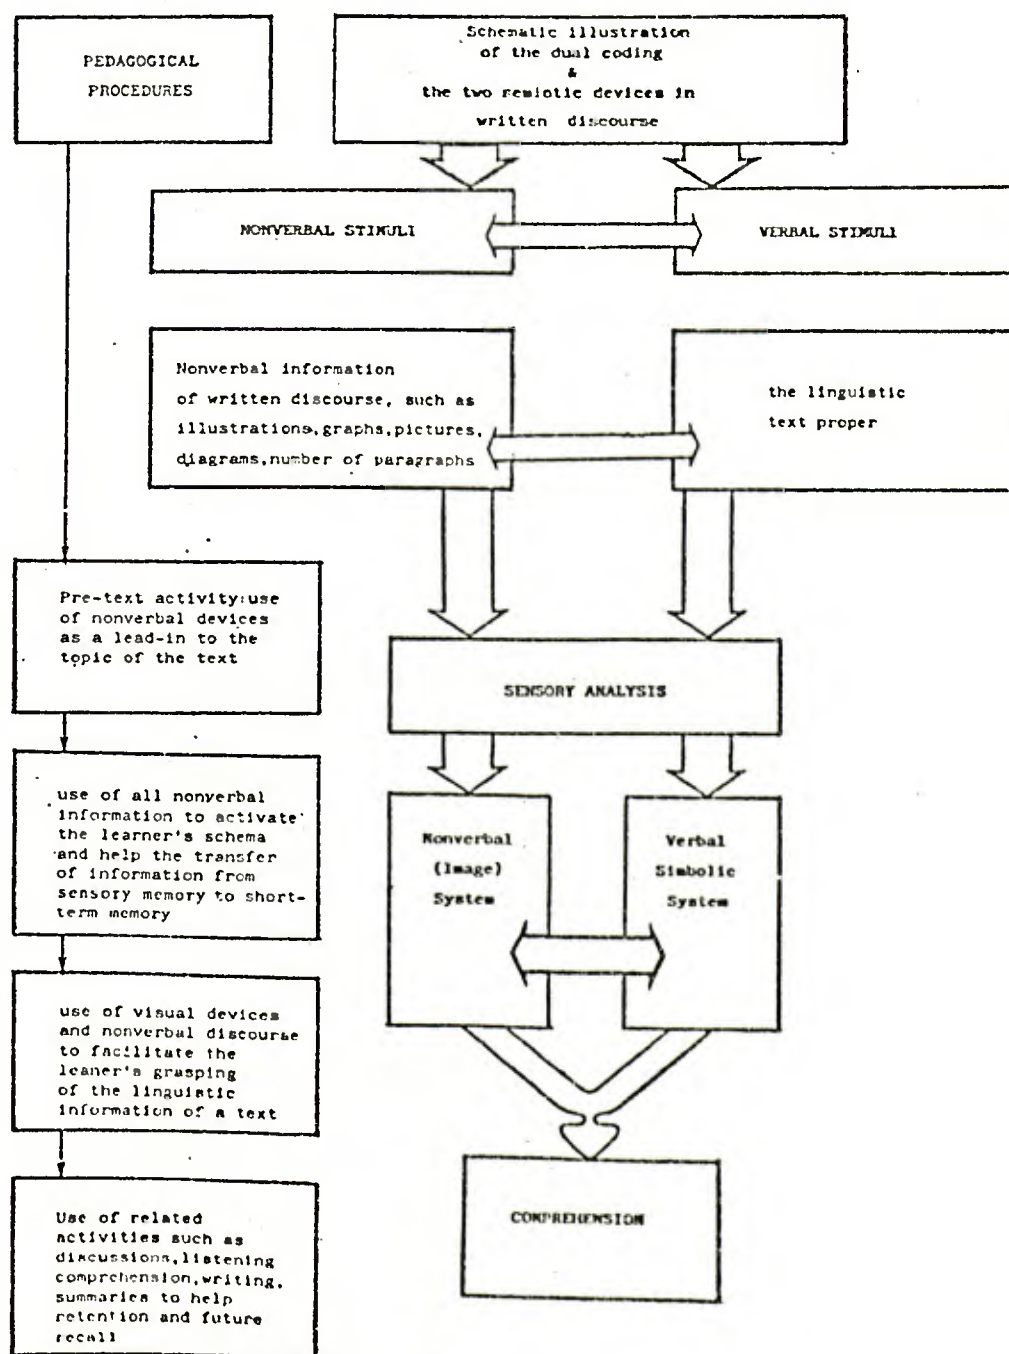 PEDAGOGICAL
PROCEDURES
Schematic illustration
of the dual coding
&
the two semiotic devices in
written discourse
NONVERBAL STIMULI
VERBAL STIMULI
Nonverbal information
of written discourse, such as
illustrations,graphs,pictures,
diagrams,number of paragraphs
the linguistic
text proper
Pre-text activity:use
of nonverbal devices
as a lead-in to the
topic of the text
SENSORY ANALYSIS
use of all nonverbal
information to activate
the learner's schema
and help the transfer
of information from
sensory memory to short-
term memory
Nonverbal
(Image)
System
Verbal
Simbolic
System
use of visual devices
and nonverbal discourse
to facilitate the
leaner's grasping
of the linguistic
information of a text
COMPREHENSION
Use of related
activities such as
discussions,listening
comprehension,writing,
summaries to help
retention and future
recall